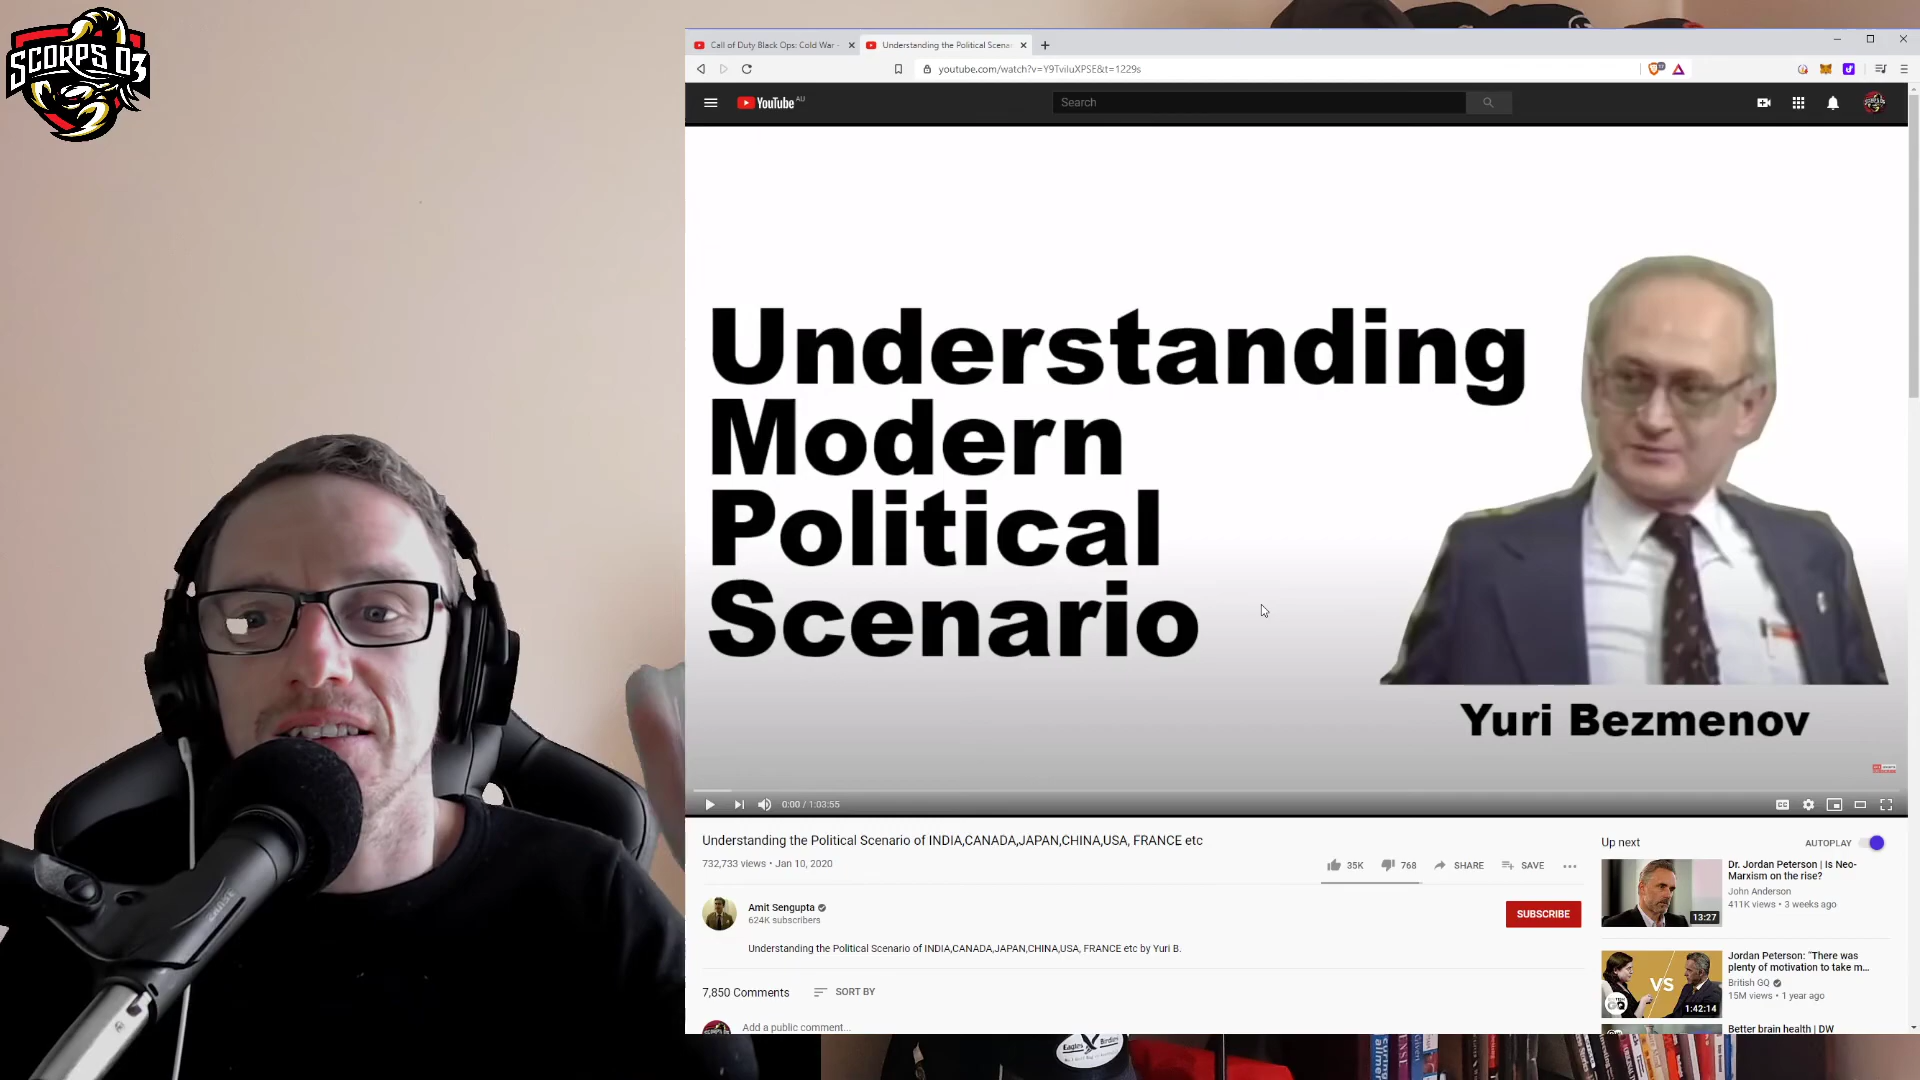 SCORPS 03
Call of Duty Black Ops: Cold War -
Understanding the Political Scena
youtube.com/watch?v=Y9TviIuXPSE&t=1229s
YouTube AU
Search
Understanding
Modern
Political
Scenario
Yuri Bezmenov
0:00 / 1:03:55
Understanding the Political Scenario of INDIA,CANADA,JAPAN,CHINA,USA, FRANCE etc
732,733 views • Jan 10, 2020
35K
768
SHARE
SAVE
Amit Sengupta
624K subscribers
SUBSCRIBE
Understanding the Political Scenario of INDIA,CANADA,JAPAN,CHINA,USA, FRANCE etc by Yuri B.
7,850 Comments
SORT BY
Add a public comment...
Up next
AUTOPLAY
Dr. Jordan Peterson | Is Neo-
Marxism on the rise?
John Anderson
411K views • 3 weeks ago
13:27
Jordan Peterson: "There was
plenty of motivation to take m...
British GQ
15M views • 1 year ago
VS
1:42:14
Better brain health | DW
Eagles Birdies